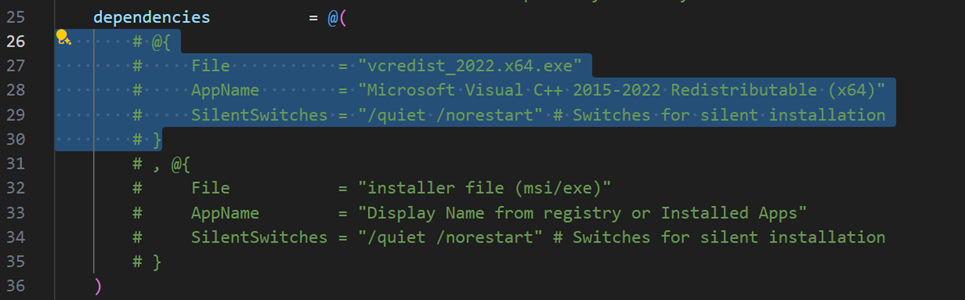 25 dependencies = @(
26 # @{
27 # File = "vcredist_2022.x64.exe"
28 # AppName = "Microsoft Visual C++ 2015-2022 Redistributable (x64)"
29 # SilentSwitches = "/quiet /norestart" # Switches for silent installation
30 # }
31 # , @{
32 # File = "installer file (msi/exe)"
33 # AppName = "Display Name from registry or Installed Apps"
34 # SilentSwitches = "/quiet /norestart" # Switches for silent installation
35 # }
36 )